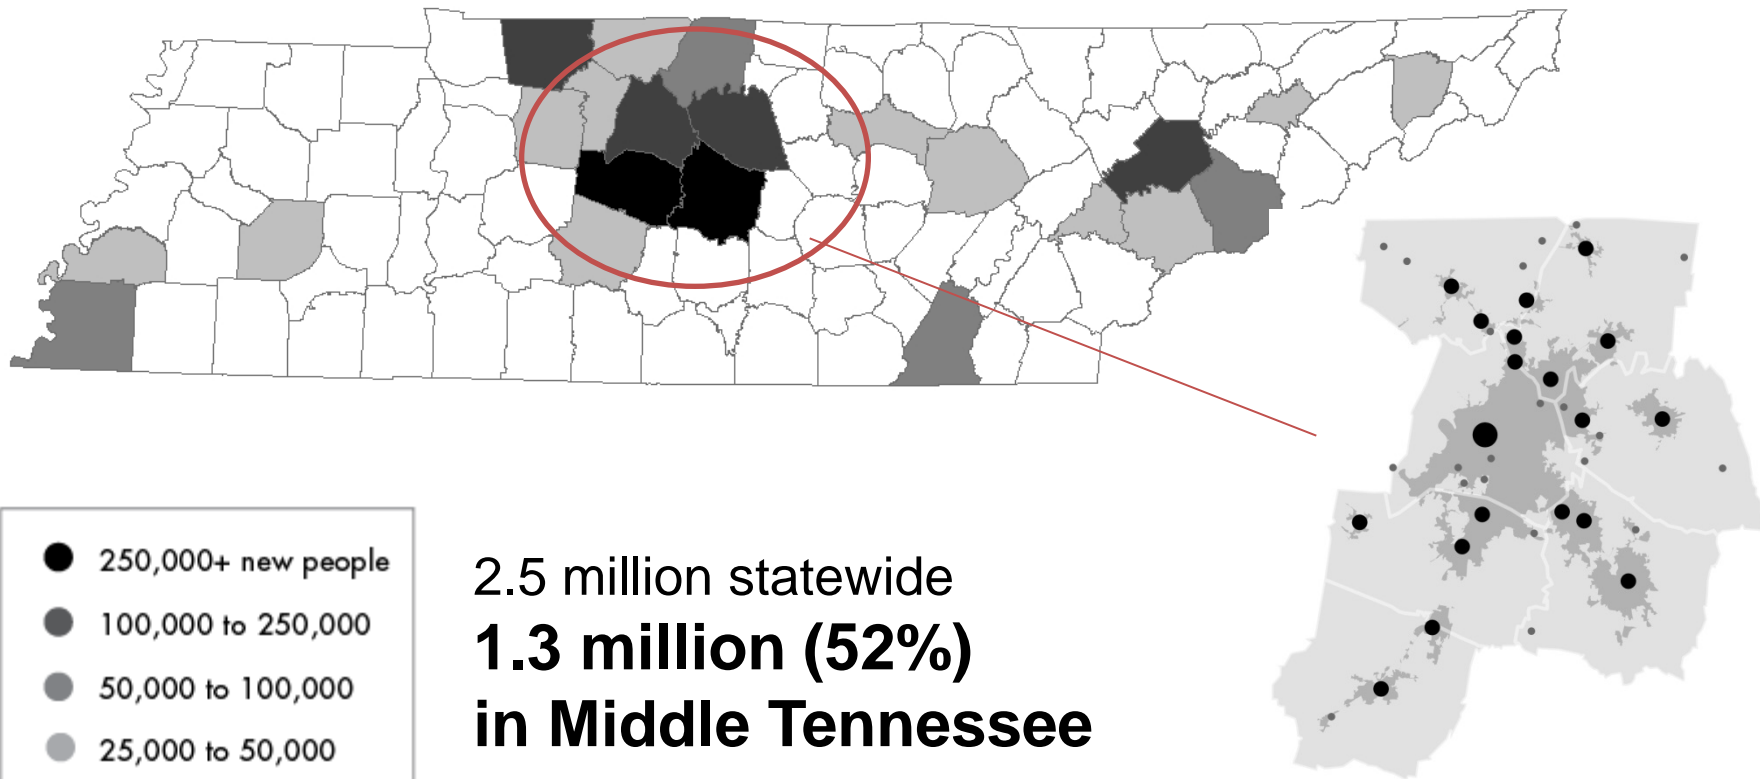 250,000+ new people
100,000 to 250,000
50,000 to 100,000
25,000 to 50,000
2.5 million statewide
1.3 million (52%)
in Middle Tennessee